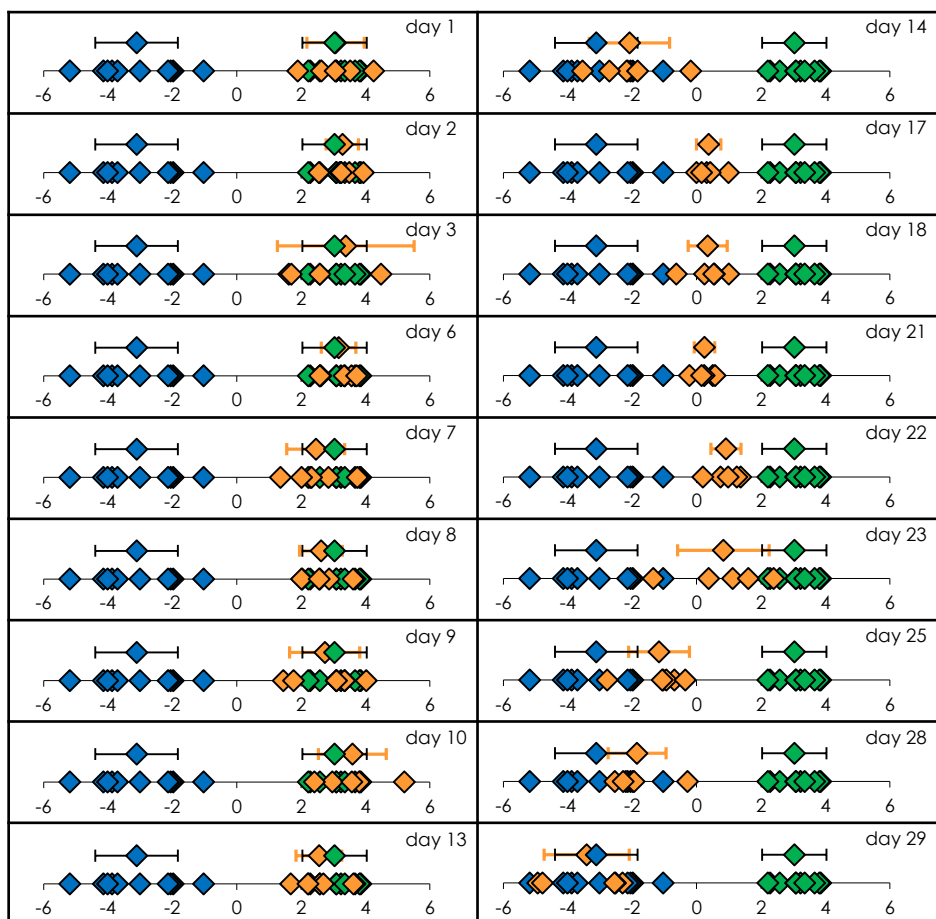 day 1
-6 -4 -2 0 2 4 6
day 2
-6 -4 -2 0 2 4 6
day 3
-6 -4 -2 0 2 4 6
day 6
-6 -4 -2 0 2 4 6
day 7
-6 -4 -2 0 2 4 6
day 8
-6 -4 -2 0 2 4 6
day 9
-6 -4 -2 0 2 4 6
day 10
-6 -4 -2 0 2 4 6
day 13
-6 -4 -2 0 2 4 6
day 14
-6 -4 -2 0 2 4 6
day 17
-6 -4 -2 0 2 4 6
day 18
-6 -4 -2 0 2 4 6
day 21
-6 -4 -2 0 2 4 6
day 22
-6 -4 -2 0 2 4 6
day 23
-6 -4 -2 0 2 4 6
day 25
-6 -4 -2 0 2 4 6
day 28
-6 -4 -2 0 2 4 6
day 29
-6 -4 -2 0 2 4 6